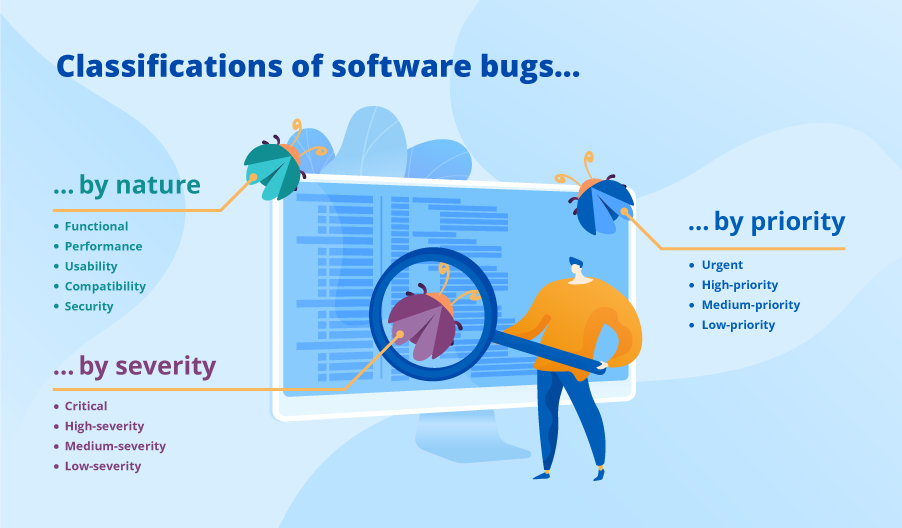 Classifications of software bugs...
... by nature
• Functional
• Performance
• Usability
• Compatibility
• Security
... by severity
• Critical
• High-severity
• Medium-severity
• Low-severity
... by priority
• Urgent
• High-priority
• Medium-priority
• Low-priority